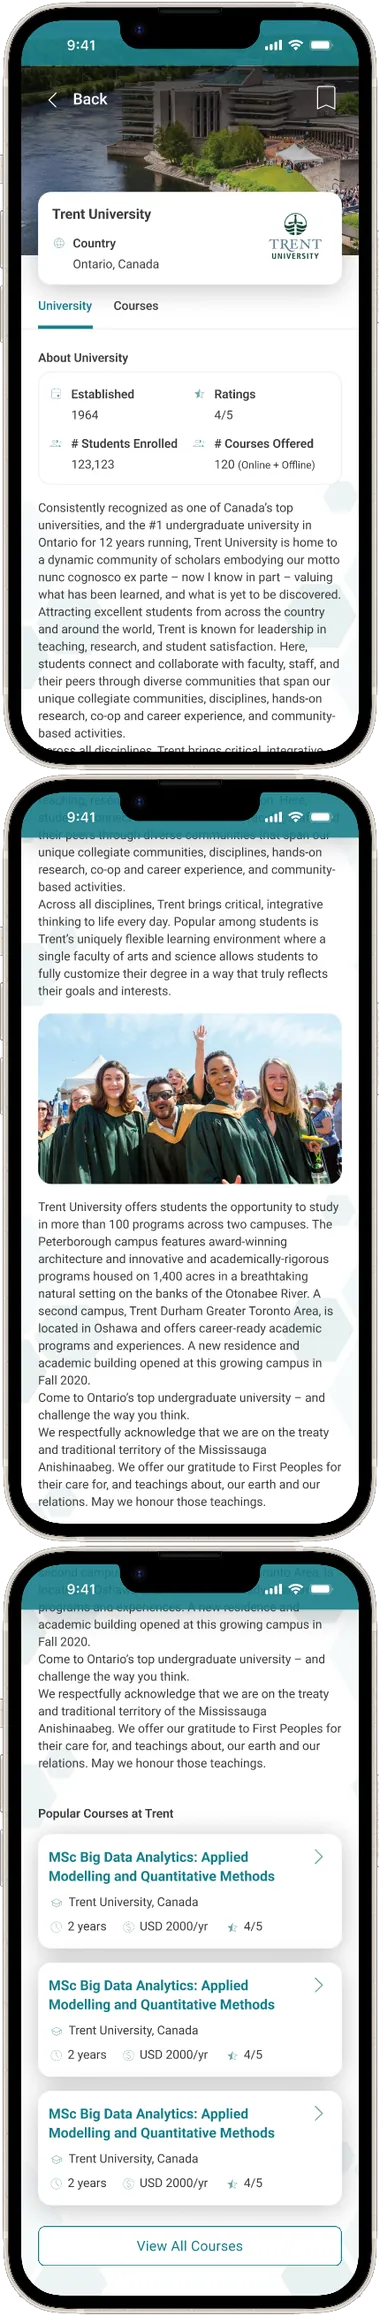 9:41
Back
Trent University
Country
Ontario, Canada
TRENT
UNIVERSITY
University
Courses
About University
Established
Ratings
1964
4/5
# Students Enrolled
# Courses Offered
123,123
120 (Online + Offline)
Consistently recognized as one of Canada's top
universities, and the #1 undergraduate university in
Ontario for 12 years running, Trent University is home to
a dynamic community of scholars embodying our motto
nunc cognosco ex parte – now I know in part – valuing
what has been learned, and what is yet to be discovered.
Attracting excellent students from across the country
and around the world, Trent is known for leadership in
teaching, research, and student satisfaction. Here,
students connect and collaborate with faculty, staff, and
their peers through diverse communities that span our
unique collegiate communities, disciplines, hands-on
research, co-op and career experience, and community-
based activities.
Across all disciplines, Trent brings critical, integrative
9:41
their peers through diverse communities that span our
unique collegiate communities, disciplines, hands-on
research, co-op and career experience, and community-
based activities.
Across all disciplines, Trent brings critical, integrative
thinking to life every day. Popular among students is
Trent's uniquely flexible learning environment where a
single faculty of arts and science allows students to
fully customize their degree in a way that truly reflects
their goals and interests.
Trent University offers students the opportunity to study
in more than 100 programs across two campuses. The
Peterborough campus features award-winning
architecture and innovative and academically-rigorous
programs housed on 1,400 acres in a breathtaking
natural setting on the banks of the Otonabee River. A
second campus, Trent Durham Greater Toronto Area, is
located in Oshawa and offers career-ready academic
programs and experiences. A new residence and
academic building opened at this growing campus in
Fall 2020.
Come to Ontario's top undergraduate university – and
challenge the way you think.
We respectfully acknowledge that we are on the treaty
and traditional territory of the Mississauga
Anishinaabeg. We offer our gratitude to First Peoples for
their care for, and teachings about, our earth and our
relations. May we honour those teachings.
9:41
programs and experiences. A new residence and
academic building opened at this growing campus in
Fall 2020.
Come to Ontario's top undergraduate university – and
challenge the way you think.
We respectfully acknowledge that we are on the treaty
and traditional territory of the Mississauga
Anishinaabeg. We offer our gratitude to First Peoples for
their care for, and teachings about, our earth and our
relations. May we honour those teachings.
Popular Courses at Trent
MSc Big Data Analytics: Applied
Modelling and Quantitative Methods
Trent University, Canada
2 years USD 2000/yr 4/5
MSc Big Data Analytics: Applied
Modelling and Quantitative Methods
Trent University, Canada
2 years USD 2000/yr 4/5
MSc Big Data Analytics: Applied
Modelling and Quantitative Methods
Trent University, Canada
2 years USD 2000/yr 4/5
View All Courses